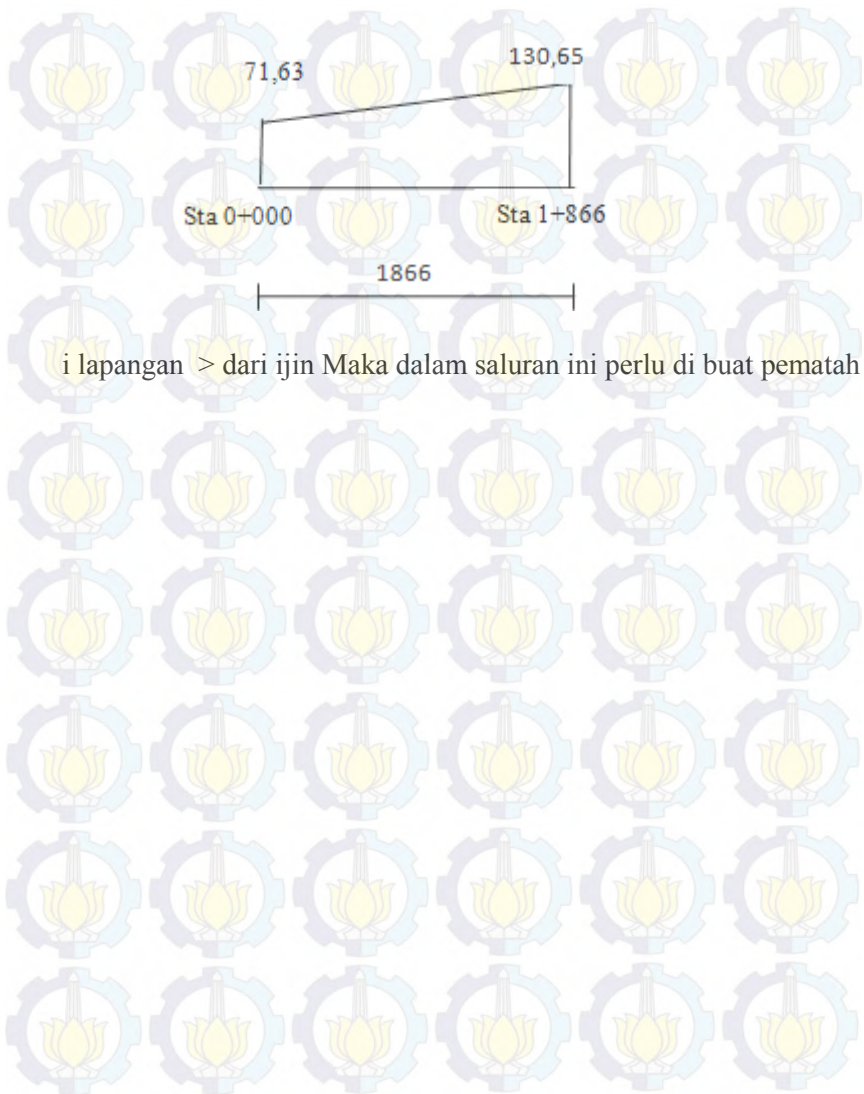 71,63
130,65
Sta 0+000
Sta 1+866
1866
i lapangan > dari ijin Maka dalam saluran ini perlu di buat pematah